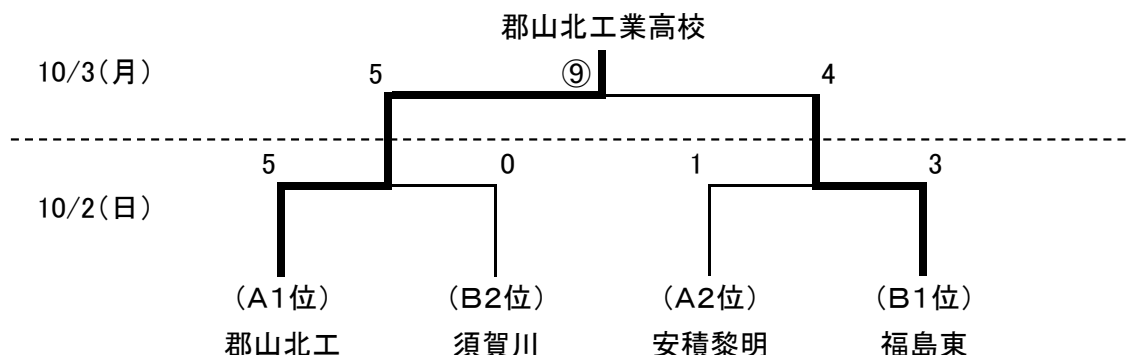 郡山北工業高校
10/3(月) 5 ⑨ 4
5 0 1 3
10/2(日)
(A1位) (B2位) (A2位) (B1位)
郡山北工 須賀川 安積黎明 福島東